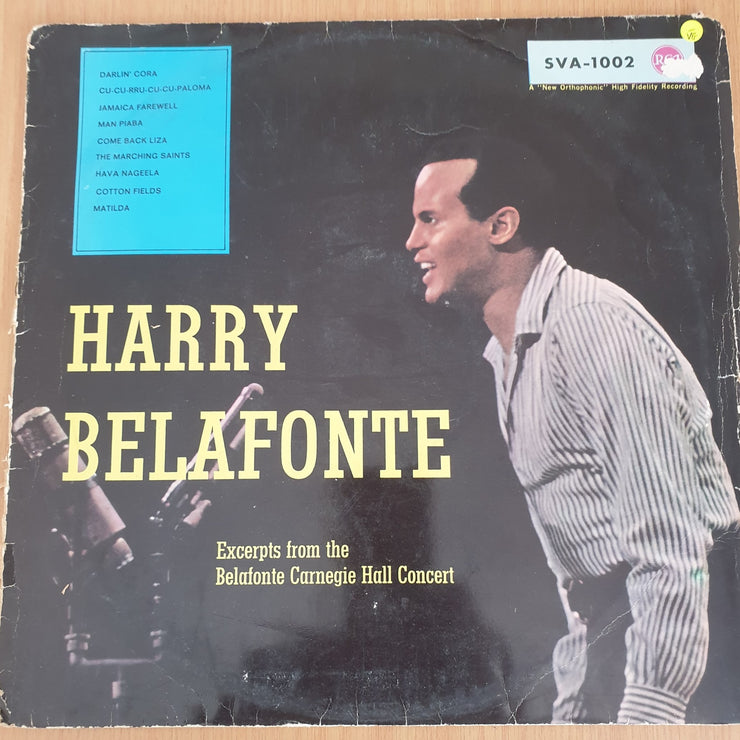 DARLIN' CORA
CU-CU-RRU-CU-CU-PALOMA
JAMAICA FAREWELL
MAN PIABA
COME BACK LIZA
THE MARCHING SAINTS
HAVA NAGEELA
COTTON FIELDS
MATILDA
SVA-1002
A "New Orthophonic" High Fidelity Recording
HARRY
BELAFONTE
Excerpts from the
Belafonte Carnegie Hall Concert